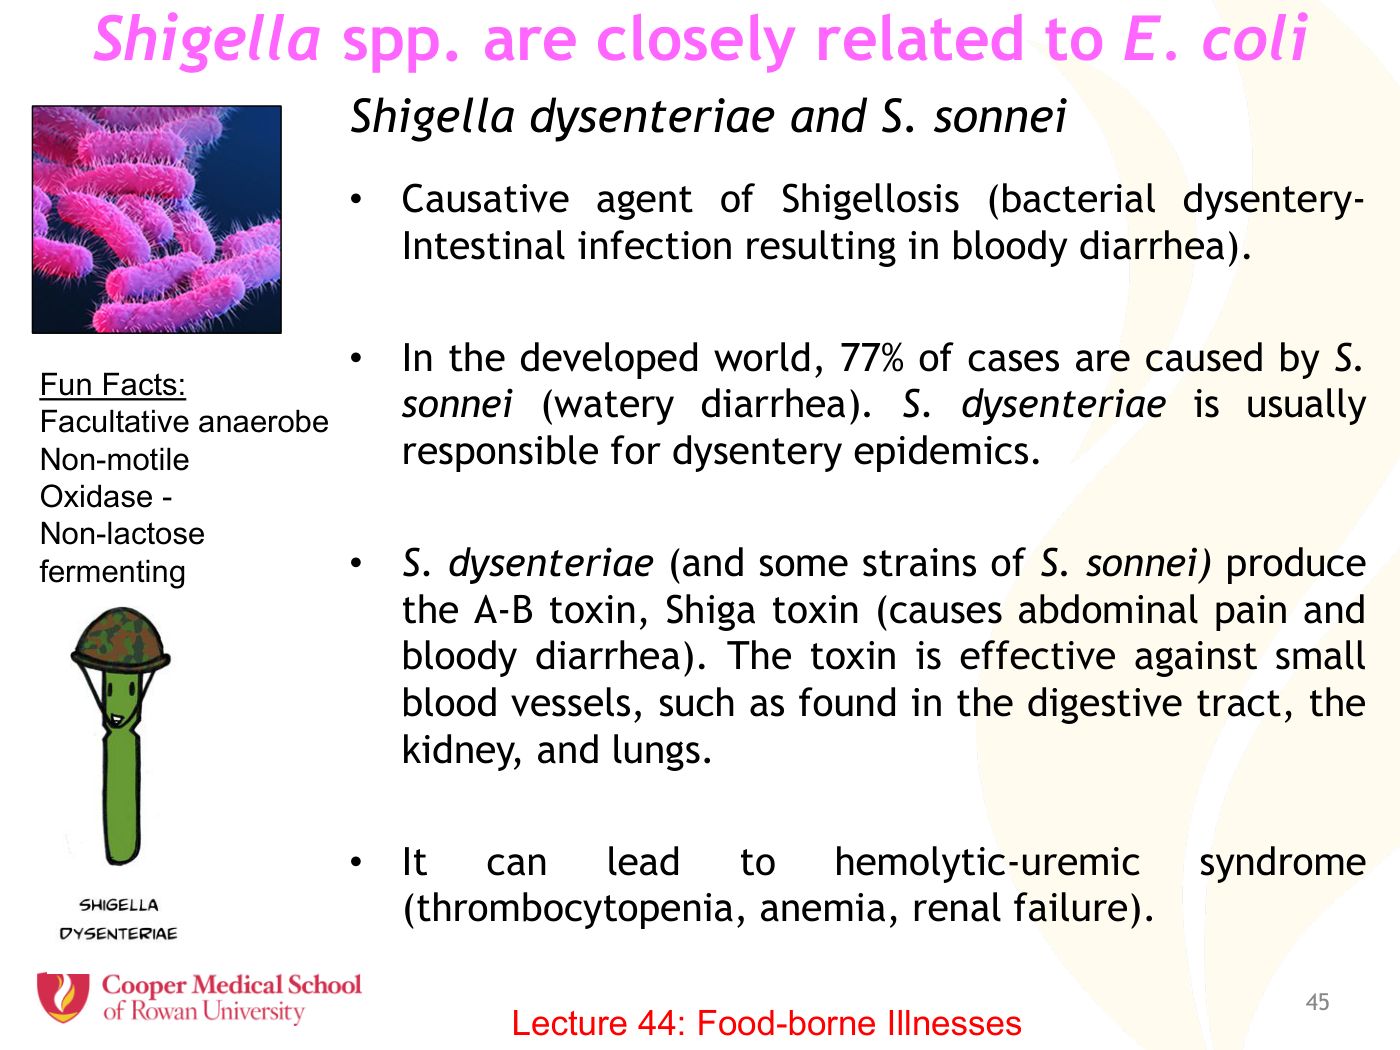 Shigella spp. are closely related to E. coli
Shigella dysenteriae and S. sonnei
• Causative agent of Shigellosis (bacterial dysentery-
Intestinal infection resulting in bloody diarrhea).
• In the developed world, 77% of cases are caused by S.
sonnei (watery diarrhea). S. dysenteriae is usually
responsible for dysentery epidemics.
• S. dysenteriae (and some strains of S. sonnei) produce
the A-B toxin, Shiga toxin (causes abdominal pain and
bloody diarrhea). The toxin is effective against small
blood vessels, such as found in the digestive tract, the
kidney, and lungs.
• It can lead to hemolytic-uremic syndrome
(thrombocytopenia, anemia, renal failure).
Fun Facts:
Facultative anaerobe
Non-motile
Oxidase -
Non-lactose
fermenting
SHIGELLA
DYSENTERIAE
Cooper Medical School
of Rowan University
Lecture 44: Food-borne Illnesses
45